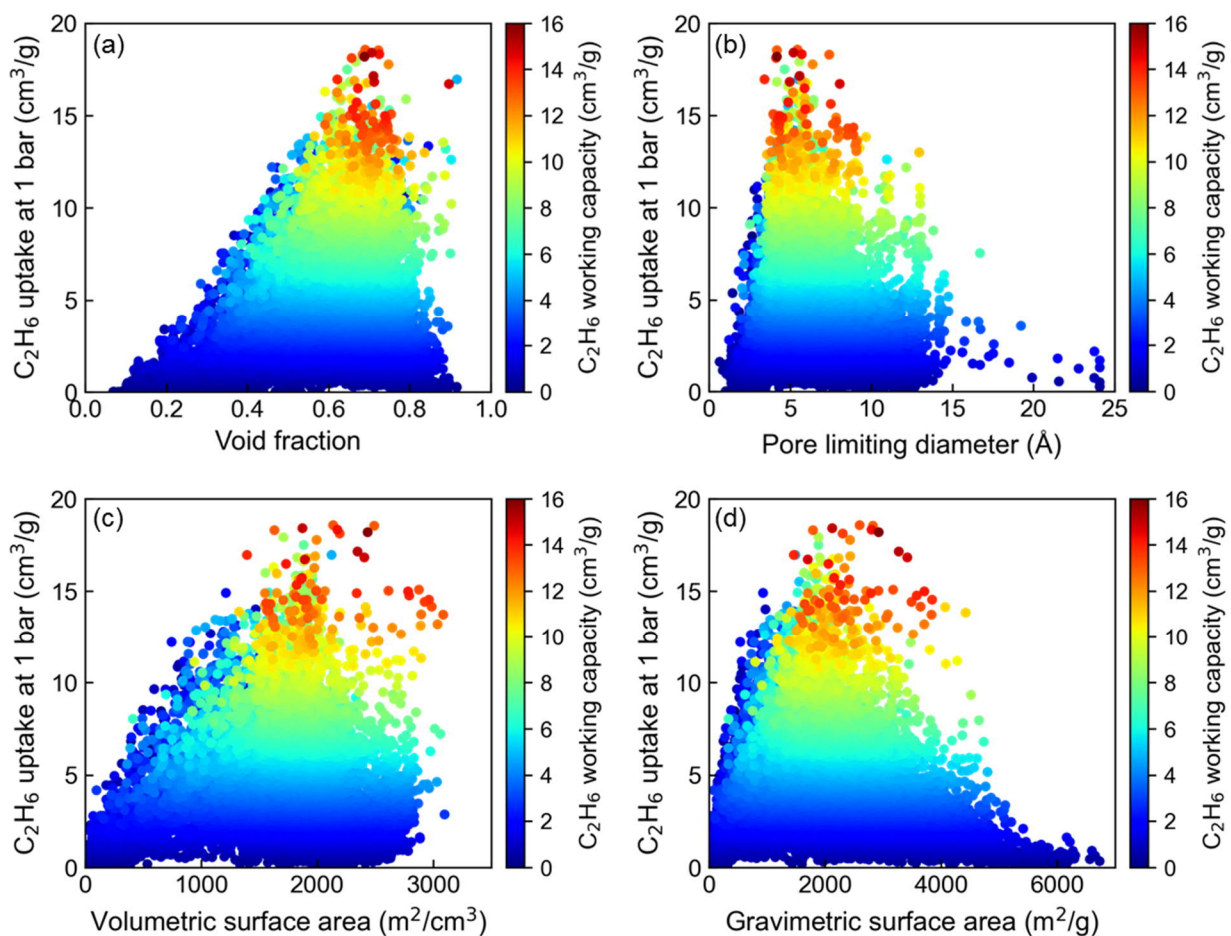 (a)
C₂H₆ uptake at 1 bar (cm³/g)
20
15
10
5
0
0.0 0.2 0.4 0.6 0.8 1.0
Void fraction
16
14
12
10
8
6
4
2
0
C₂H₆ working capacity (cm³/g)
(b)
C₂H₆ uptake at 1 bar (cm³/g)
20
15
10
5
0
0 5 10 15 20 25
Pore limiting diameter (Å)
16
14
12
10
8
6
4
2
0
C₂H₆ working capacity (cm³/g)
(c)
C₂H₆ uptake at 1 bar (cm³/g)
20
15
10
5
0
0 1000 2000 3000
Volumetric surface area (m²/cm³)
16
14
12
10
8
6
4
2
0
C₂H₆ working capacity (cm³/g)
(d)
C₂H₆ uptake at 1 bar (cm³/g)
20
15
10
5
0
0 2000 4000 6000
Gravimetric surface area (m²/g)
16
14
12
10
8
6
4
2
0
C₂H₆ working capacity (cm³/g)